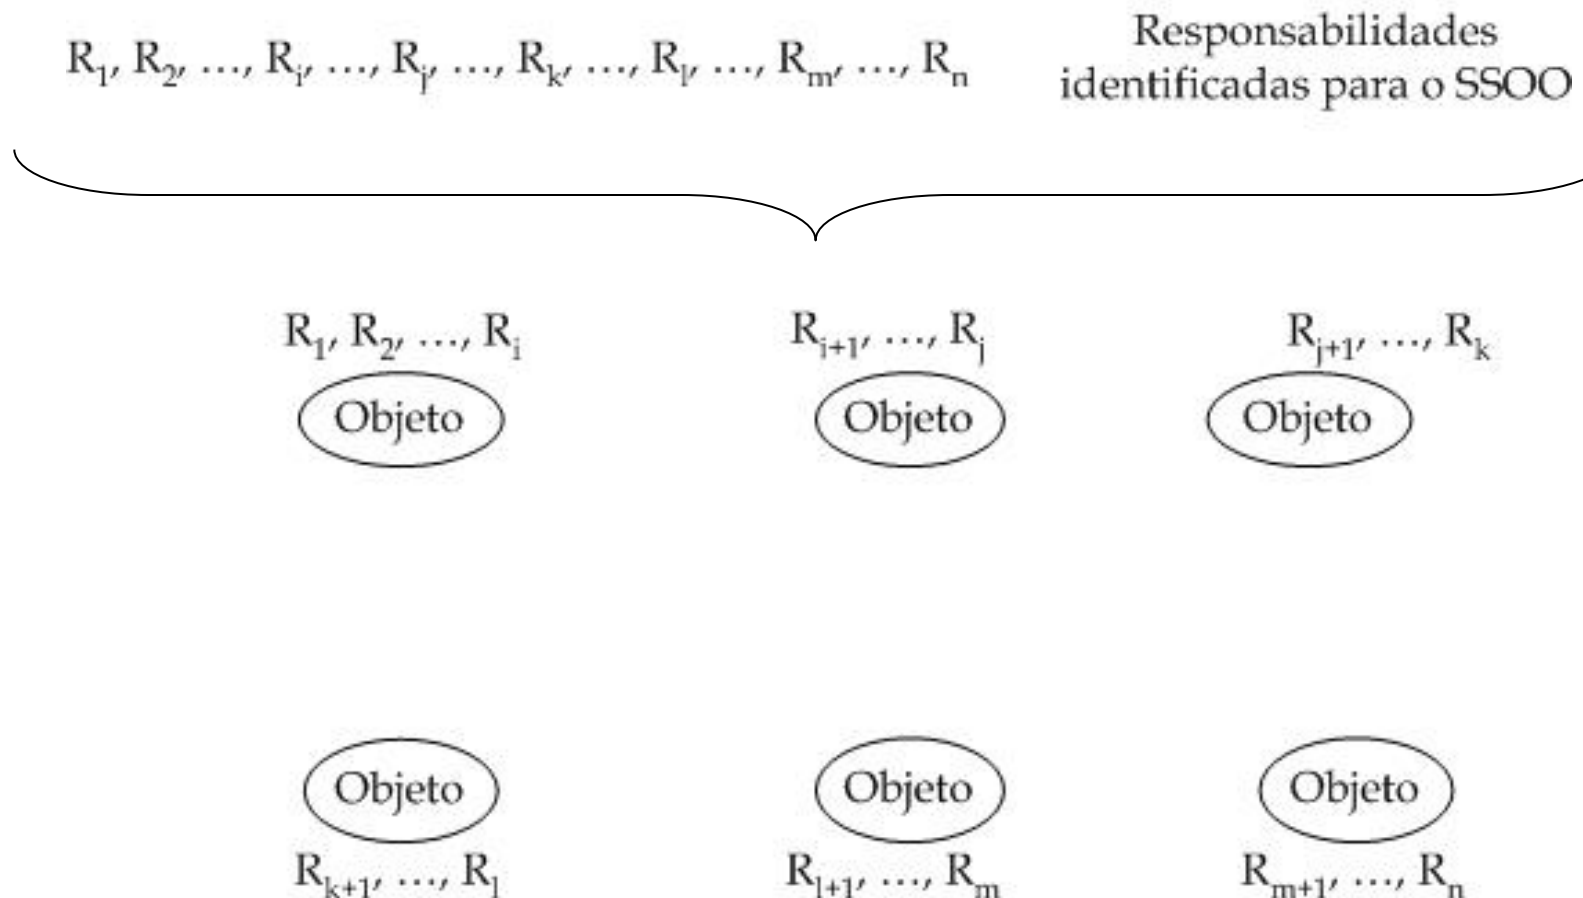 R₁, R₂, ..., Rᵢ, ..., Rⱼ, ..., Rₖ, ..., Rₗ, ..., Rₘ, ..., Rₙ
Responsabilidades
identificadas para o SSOO
R₁, R₂, ..., Rᵢ
Rᵢ₊₁, ..., Rⱼ
Rⱼ₊₁, ..., Rₖ
Objeto
Objeto
Objeto
Objeto
Objeto
Objeto
Rₖ₊₁, ..., Rₗ
Rₗ₊₁, ..., Rₘ
Rₘ₊₁, ..., Rₙ